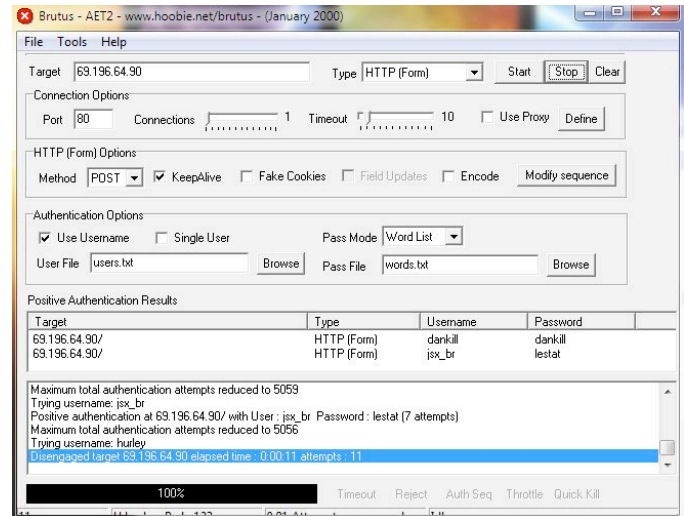 Brutus - AET2 - www.hoobie.net/brutus - (January 2000)
File Tools Help
Target 69.196.64.90 Type HTTP (Form) Start Stop Clear
Connection Options
Port 80 Connections 1 Timeout 10 Use Proxy Define
HTTP (Form) Options
Method POST KeepAlive Fake Cookies Field Updates Encode Modify sequence
Authentication Options
Use Username Single User Pass Mode Word List
User File users.txt Browse Pass File words.txt Browse
Positive Authentication Results
Target Type Username Password
69.196.64.90/ HTTP (Form) dankill dankill
69.196.64.90/ HTTP (Form) jsx_br lestat
Maximum total authentication attempts reduced to 5059
Trying username: jsx_br
Positive authentication at 69.196.64.90/ with User : jsx_br Password : lestat (7 attempts)
Maximum total authentication attempts reduced to 5056
Trying username: hurley
Disengaged target 69.196.64.90 elapsed time : 0:00:11 attempts : 11
100% Timeout Reject Auth Seq Throttle Quick Kill